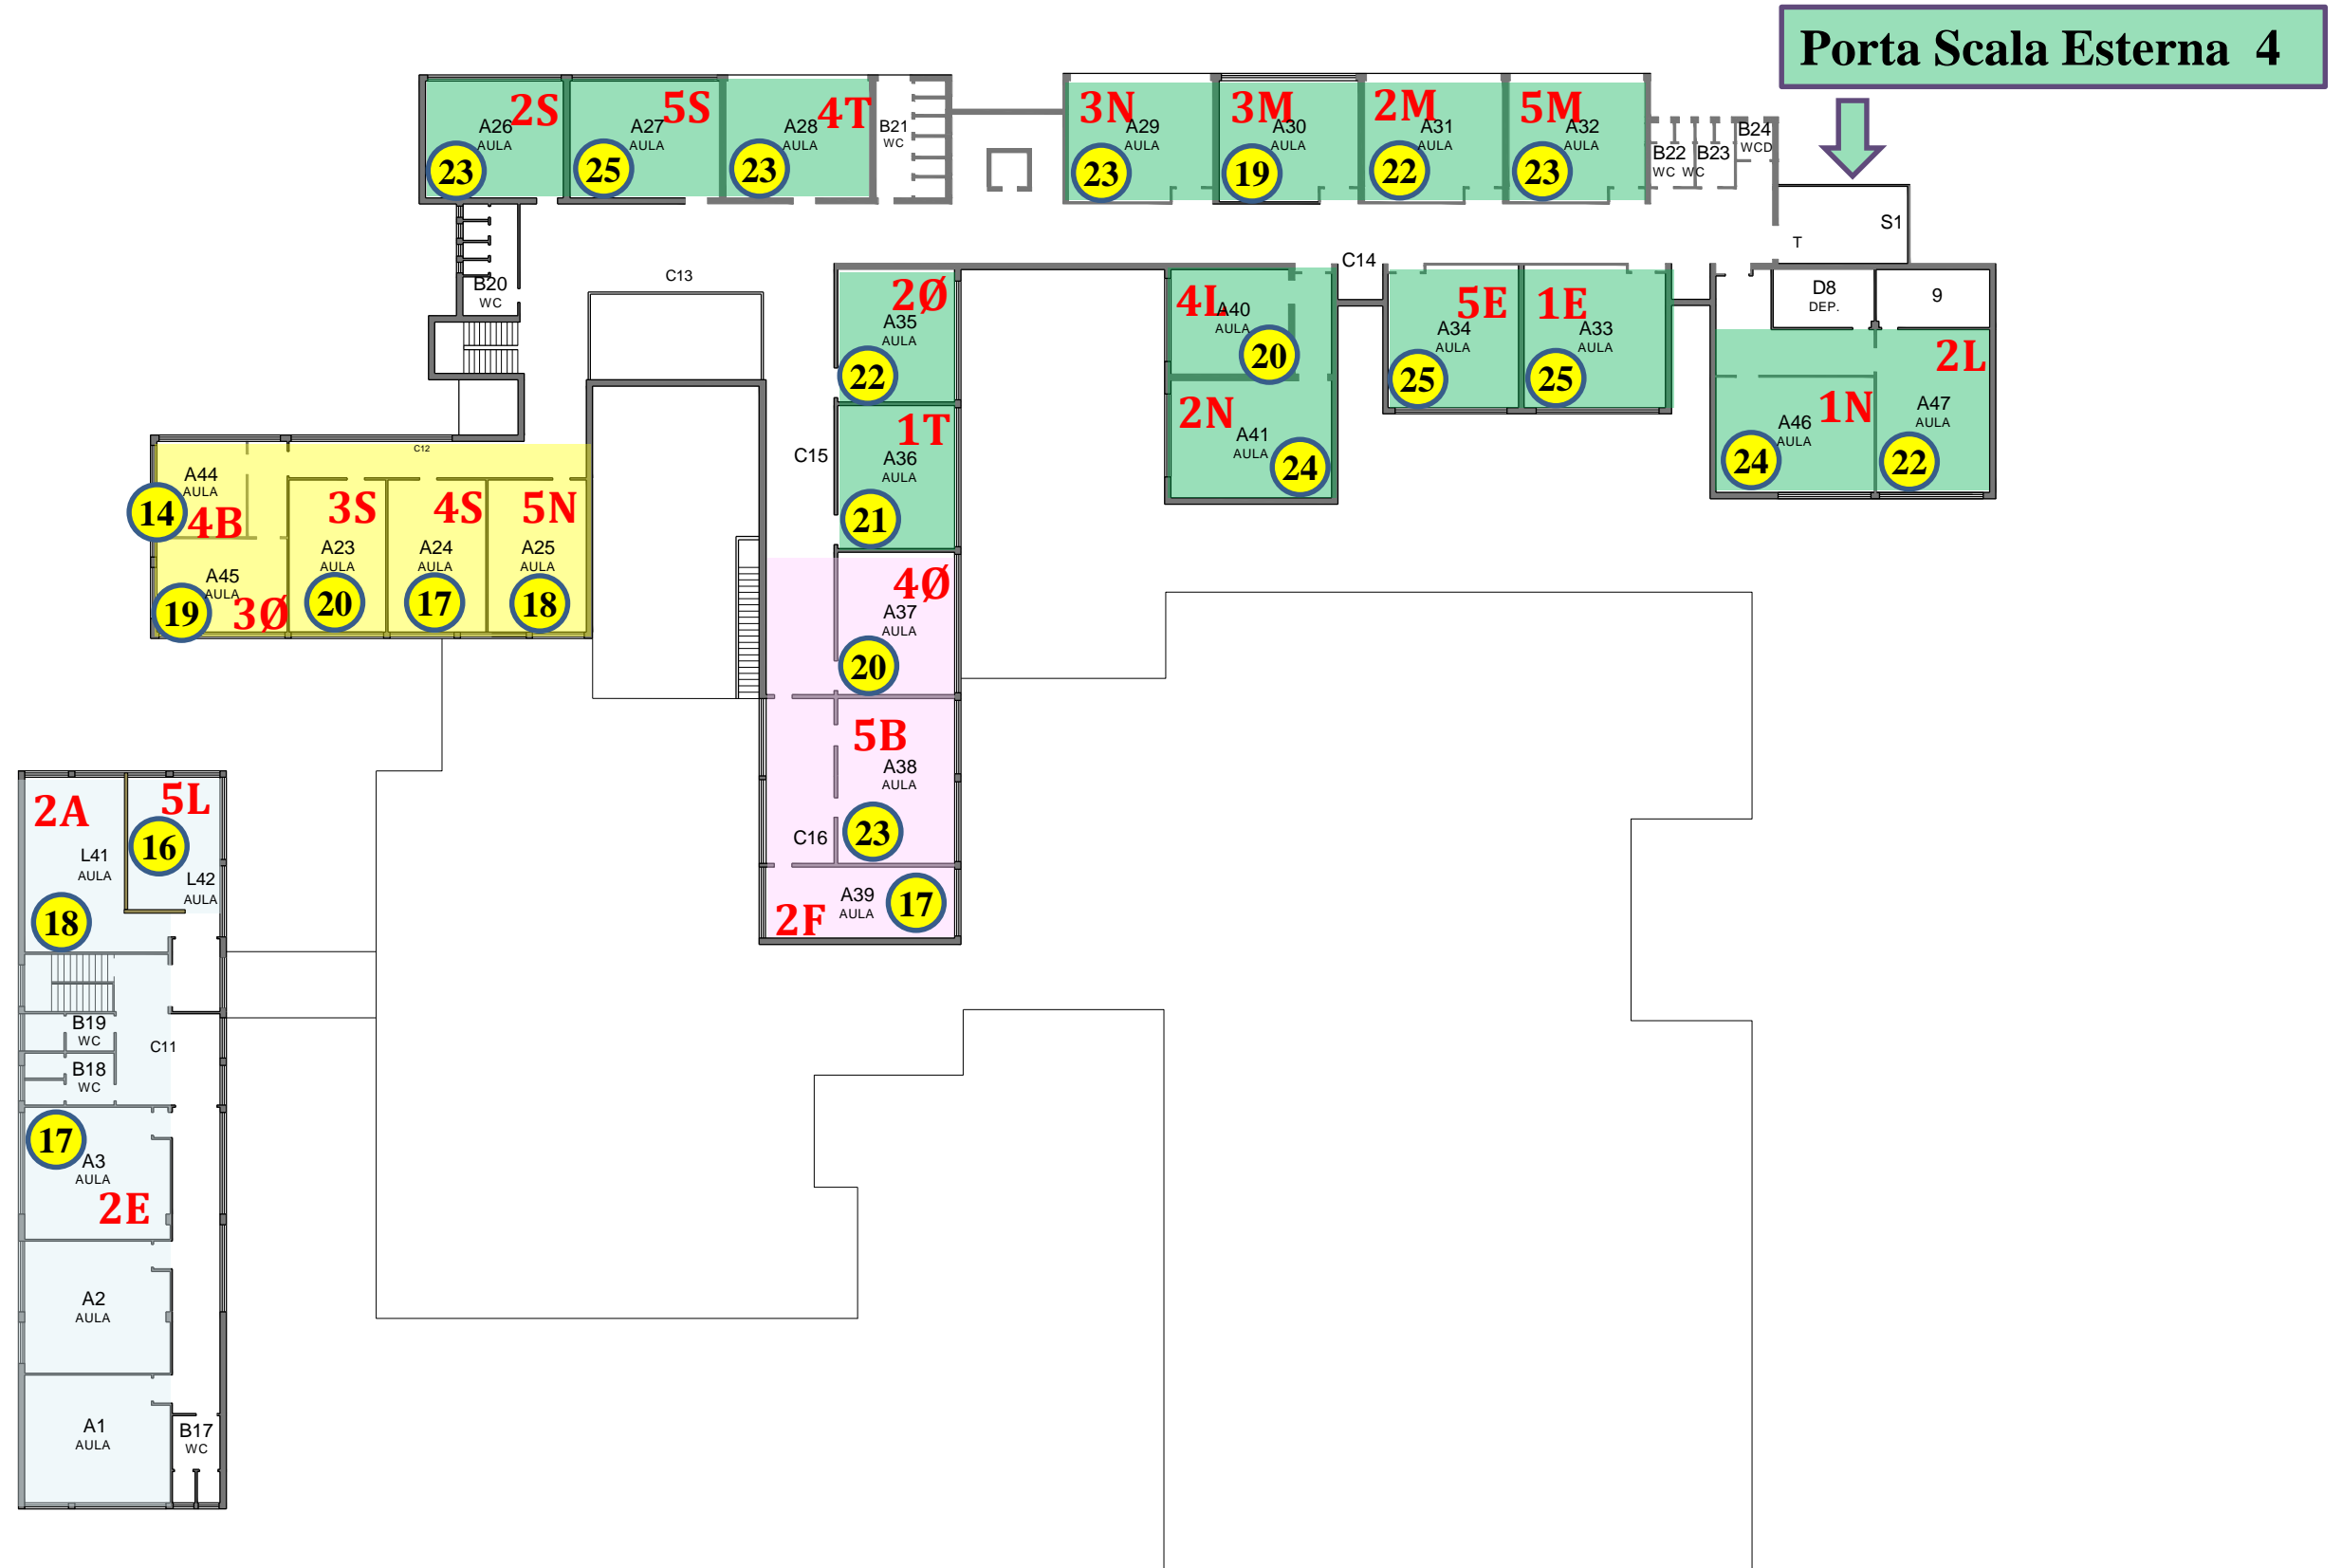 Porta Scala Esterna  4
2S
A26
AULA
23
5S
A27
AULA
25
4T
A28
AULA
23
B21
WC
3N
A29
AULA
23
3M
A30
AULA
19
2M
A31
AULA
22
5M
A32
AULA
23
B22
WC
B23
WC
B24
WCD
S1
T
B20
WC
C13
C14
2Ø
A35
AULA
22
4L
A40
AULA
20
5E
A34
AULA
25
1E
A33
AULA
25
D8
DEP.
9
2L
A47
AULA
22
1N
A46
AULA
24
2N
A41
AULA
24
1T
A36
AULA
21
C15
C12
A44
AULA
14
4B
3S
A23
AULA
20
4S
A24
AULA
17
5N
A25
AULA
18
A45
AULA
19
3Ø
4Ø
A37
AULA
20
5B
A38
AULA
23
C16
A39
AULA
17
2F
2A
L41
AULA
18
5L
16
L42
AULA
B19
WC
C11
B18
WC
17
A3
AULA
2E
A2
AULA
A1
AULA
B17
WC